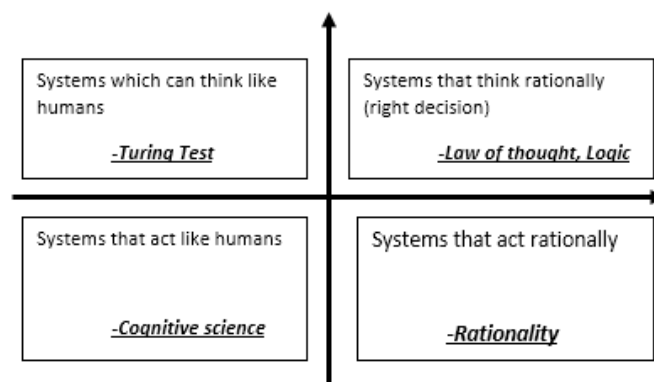 Systems which can think like
humans
-Turing Test
Systems that think rationally
(right decision)
-Law of thought, Logic
Systems that act like humans
-Cognitive science
Systems that act rationally
-Rationality